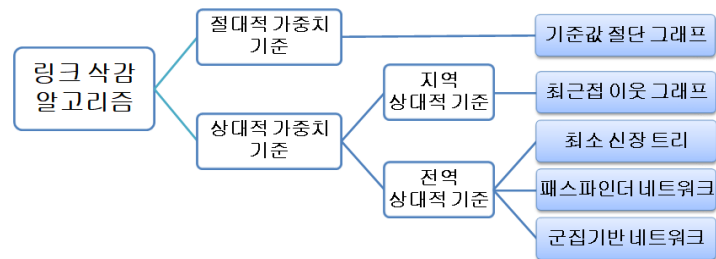 링크 삭감
알고리즘
절대적 가중치
기준
상대적 가중치
기준
지역
상대적 기준
전역
상대적 기준
기준값 절단 그래프
최근접 이웃 그래프
최소 신장 트리
패스파인더 네트워크
군집기반 네트워크